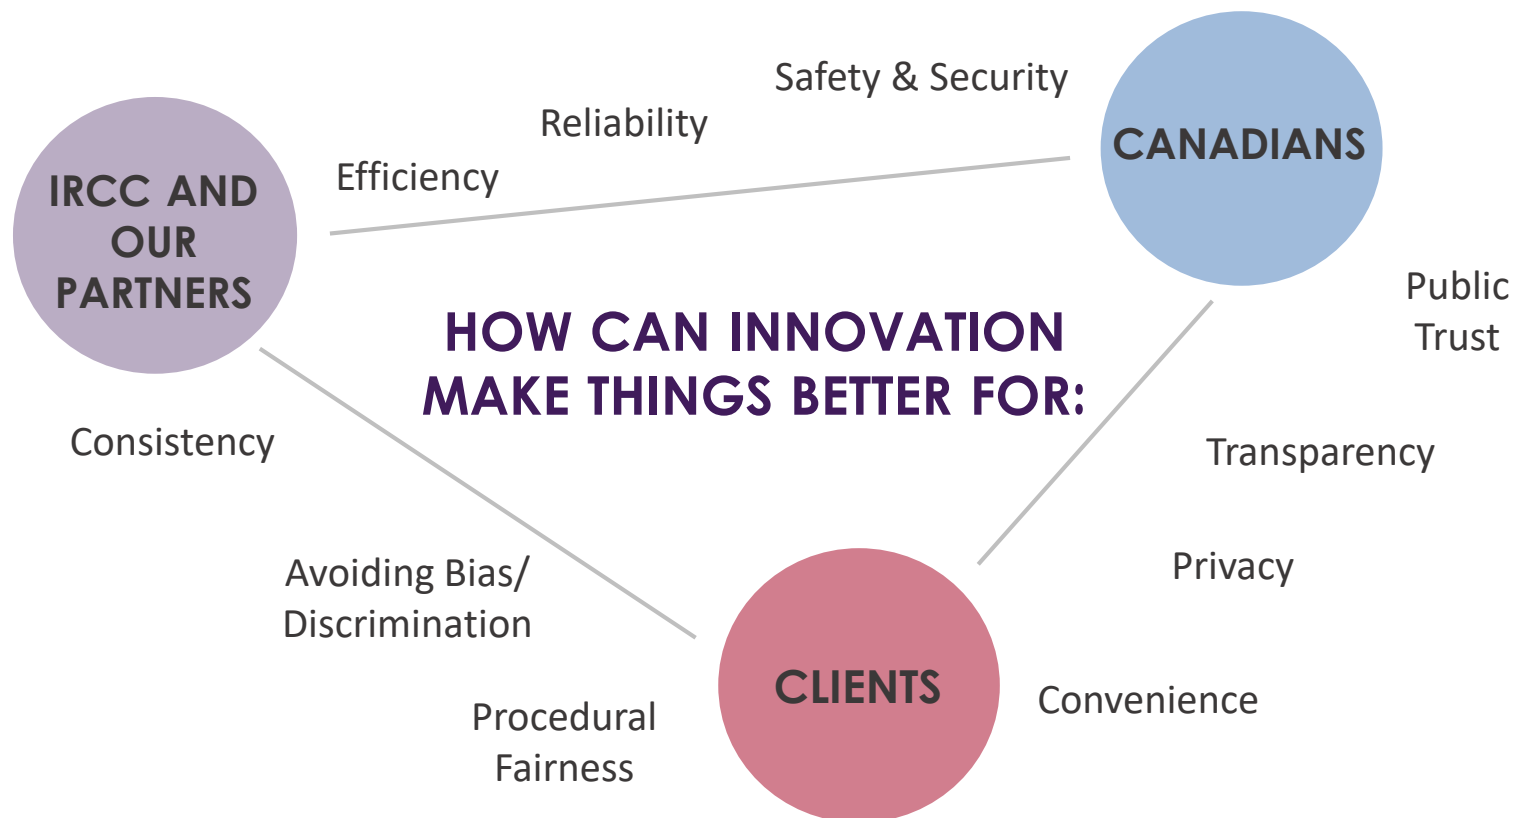 Safety & Security
Reliability
Efficiency
CANADIANS
IRCC AND
OUR
PARTNERS
Public
Trust
HOW CAN INNOVATION
MAKE THINGS BETTER FOR:
Consistency
Transparency
Avoiding Bias/
Discrimination
Privacy
CLIENTS
Convenience
Procedural
Fairness